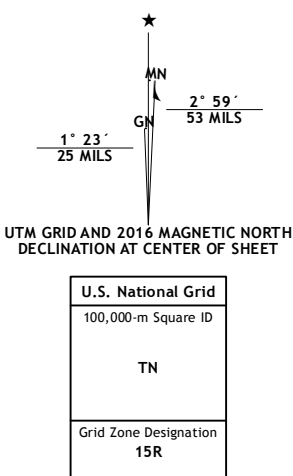 ★
MN
2° 59´
53 MILS
GN
1° 23´
25 MILS
UTM GRID AND 2016 MAGNETIC NORTH
DECLINATION AT CENTER OF SHEET
U.S. National Grid
100,000-m Square ID
TN
Grid Zone Designation
15R